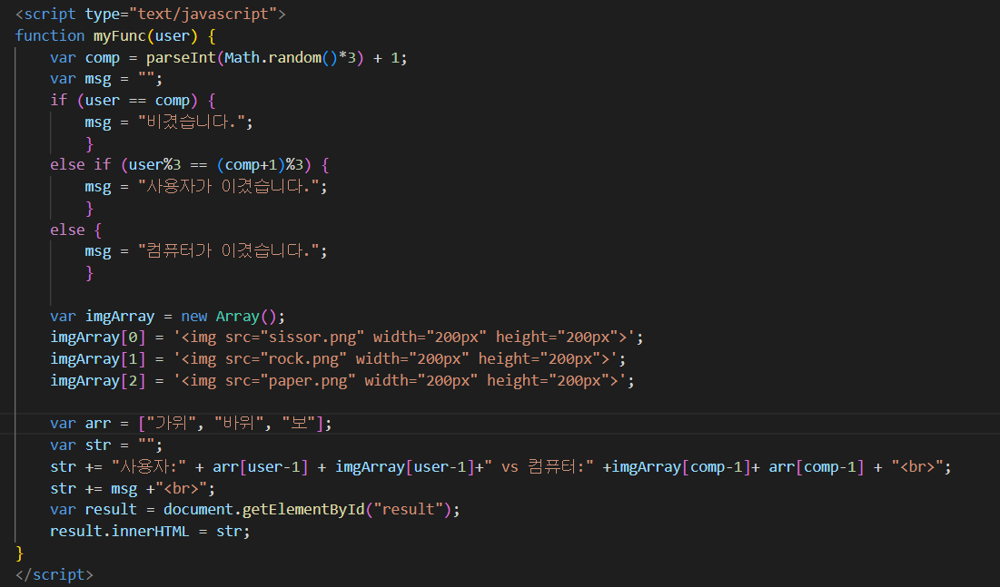 <script type="text/javascript">
function myFunc(user) {
    var comp = parseInt(Math.random()*3) + 1;
    var msg = "";
    if (user == comp) {
        msg = "비겼습니다.";
        }
    else if (user%3 == (comp+1)%3) {
        msg = "사용자가 이겼습니다.";
        }
    else {
        msg = "컴퓨터가 이겼습니다.";
        }
    var imgArray = new Array();
    imgArray[0] = '<img src="sissor.png" width="200px" height="200px">';
    imgArray[1] = '<img src="rock.png" width="200px" height="200px">';
    imgArray[2] = '<img src="paper.png" width="200px" height="200px">';
    var arr = ["가위", "바위", "보"];
    var str = "";
    str += "사용자:" + arr[user-1] + imgArray[user-1]+" vs 컴퓨터:" +imgArray[comp-1]+ arr[comp-1] + "<br>";
    str += msg +"<br>";
    var result = document.getElementById("result");
    result.innerHTML = str;
}
</script>